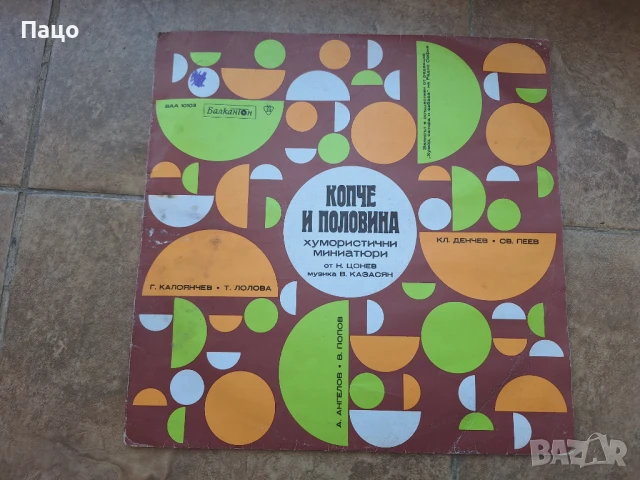 Пацо
ВАА 10103
Балкантон
КОПЧЕ
И ПОЛОВИНА
ХУМОРИСТИЧНИ
МИНИАТЮРИ
от Н. ЦОНЕВ
музика В. КАЗАСЯН
Г. КАЛОЯНЧЕВ • Т. ЛОЛОВА
КЛ. ДЕНЧЕВ • СВ. ПЕЕВ
А. АНГЕЛОВ • В. ПОПОВ
BAZAR